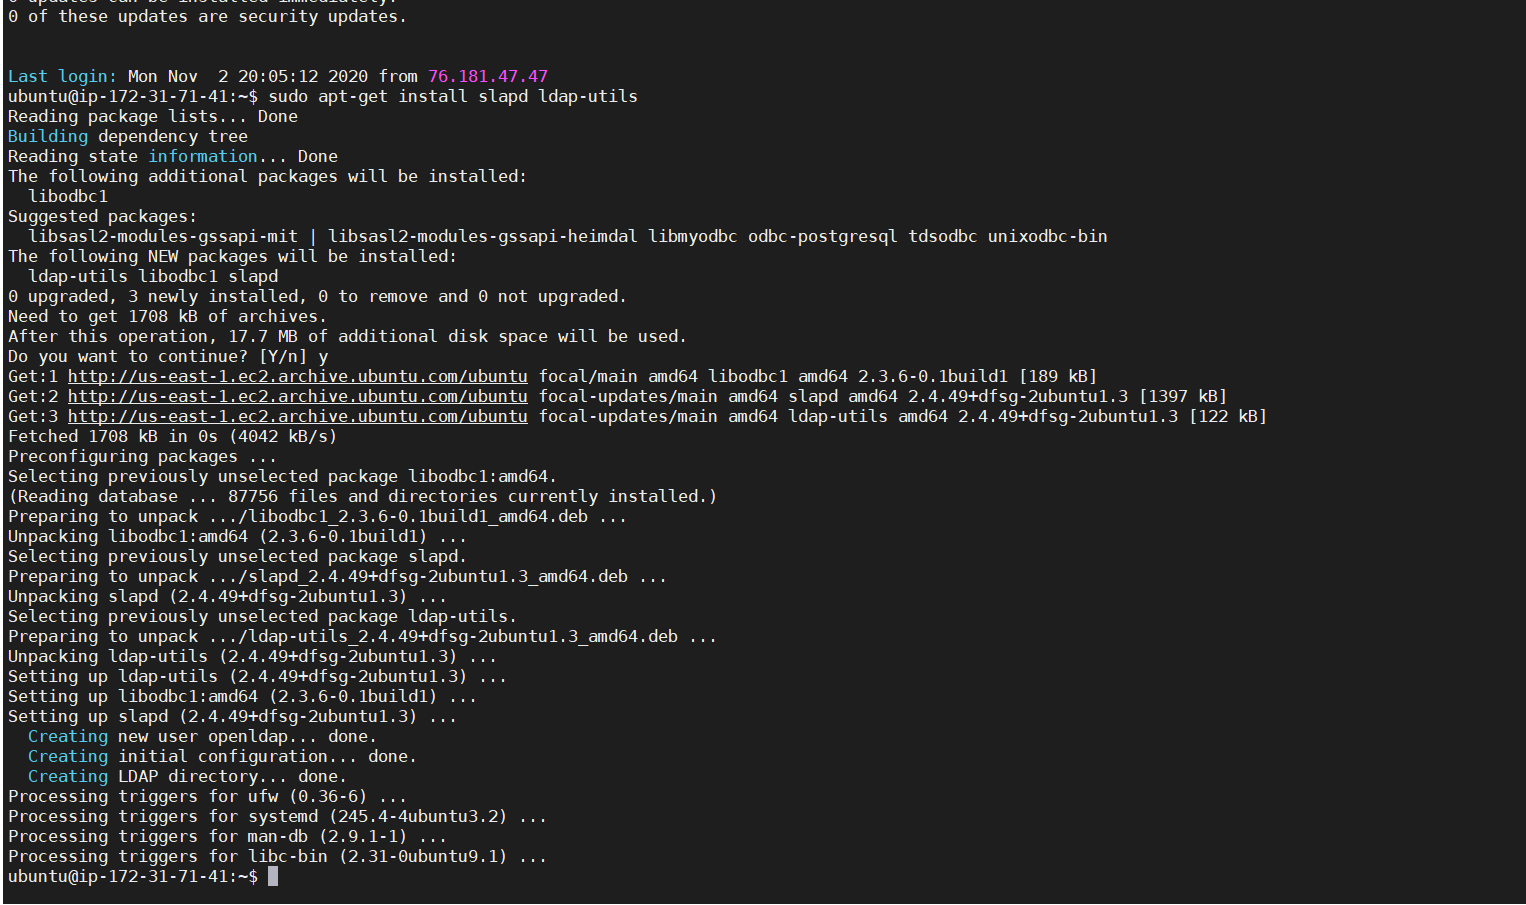 0 updates can be installed immediately.
0 of these updates are security updates.
Last login: Mon Nov  2 20:05:12 2020 from 76.181.47.47
ubuntu@ip-172-31-71-41:~$ sudo apt-get install slapd ldap-utils
Reading package lists... Done
Building dependency tree
Reading state information... Done
The following additional packages will be installed:
  libodbc1
Suggested packages:
  libsasl2-modules-gssapi-mit | libsasl2-modules-gssapi-heimdal libmyodbc odbc-postgresql tdsodbc unixodbc-bin
The following NEW packages will be installed:
  ldap-utils libodbc1 slapd
0 upgraded, 3 newly installed, 0 to remove and 0 not upgraded.
Need to get 1708 kB of archives.
After this operation, 17.7 MB of additional disk space will be used.
Do you want to continue? [Y/n] y
Get:1 http://us-east-1.ec2.archive.ubuntu.com/ubuntu focal/main amd64 libodbc1 amd64 2.3.6-0.1build1 [189 kB]
Get:2 http://us-east-1.ec2.archive.ubuntu.com/ubuntu focal-updates/main amd64 slapd amd64 2.4.49+dfsg-2ubuntu1.3 [1397 kB]
Get:3 http://us-east-1.ec2.archive.ubuntu.com/ubuntu focal-updates/main amd64 ldap-utils amd64 2.4.49+dfsg-2ubuntu1.3 [122 kB]
Fetched 1708 kB in 0s (4042 kB/s)
Preconfiguring packages ...
Selecting previously unselected package libodbc1:amd64.
(Reading database ... 87756 files and directories currently installed.)
Preparing to unpack .../libodbc1_2.3.6-0.1build1_amd64.deb ...
Unpacking libodbc1:amd64 (2.3.6-0.1build1) ...
Selecting previously unselected package slapd.
Preparing to unpack .../slapd_2.4.49+dfsg-2ubuntu1.3_amd64.deb ...
Unpacking slapd (2.4.49+dfsg-2ubuntu1.3) ...
Selecting previously unselected package ldap-utils.
Preparing to unpack .../ldap-utils_2.4.49+dfsg-2ubuntu1.3_amd64.deb ...
Unpacking ldap-utils (2.4.49+dfsg-2ubuntu1.3) ...
Setting up ldap-utils (2.4.49+dfsg-2ubuntu1.3) ...
Setting up libodbc1:amd64 (2.3.6-0.1build1) ...
Setting up slapd (2.4.49+dfsg-2ubuntu1.3) ...
  Creating new user openldap... done.
  Creating initial configuration... done.
  Creating LDAP directory... done.
Processing triggers for ufw (0.36-6) ...
Processing triggers for systemd (245.4-4ubuntu3.2) ...
Processing triggers for man-db (2.9.1-1) ...
Processing triggers for libc-bin (2.31-0ubuntu9.1) ...
ubuntu@ip-172-31-71-41:~$